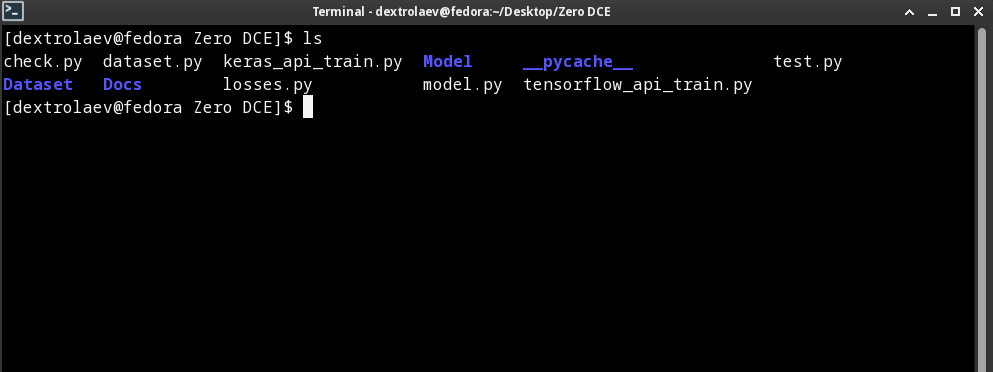 Terminal - dextrolaev@fedora:~/Desktop/Zero DCE
[dextrolaev@fedora Zero DCE]$ ls
check.py  dataset.py  keras_api_train.py  Model     __pycache__              test.py
Dataset   Docs        losses.py           model.py  tensorflow_api_train.py
[dextrolaev@fedora Zero DCE]$